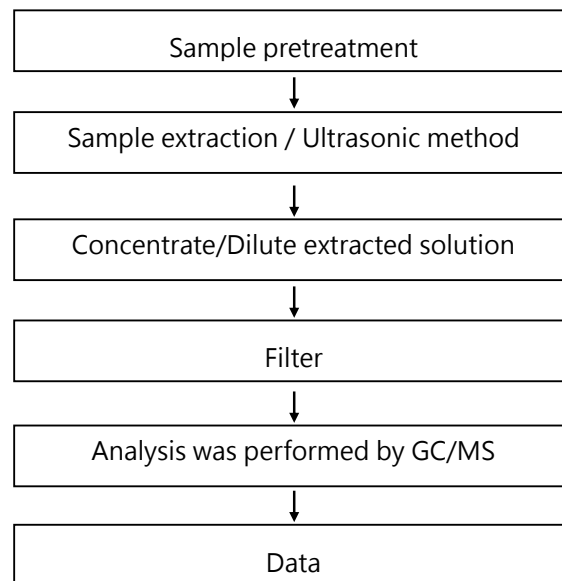 Sample pretreatment
Sample extraction / Ultrasonic method
Concentrate/Dilute extracted solution
Filter
Analysis was performed by GC/MS
Data